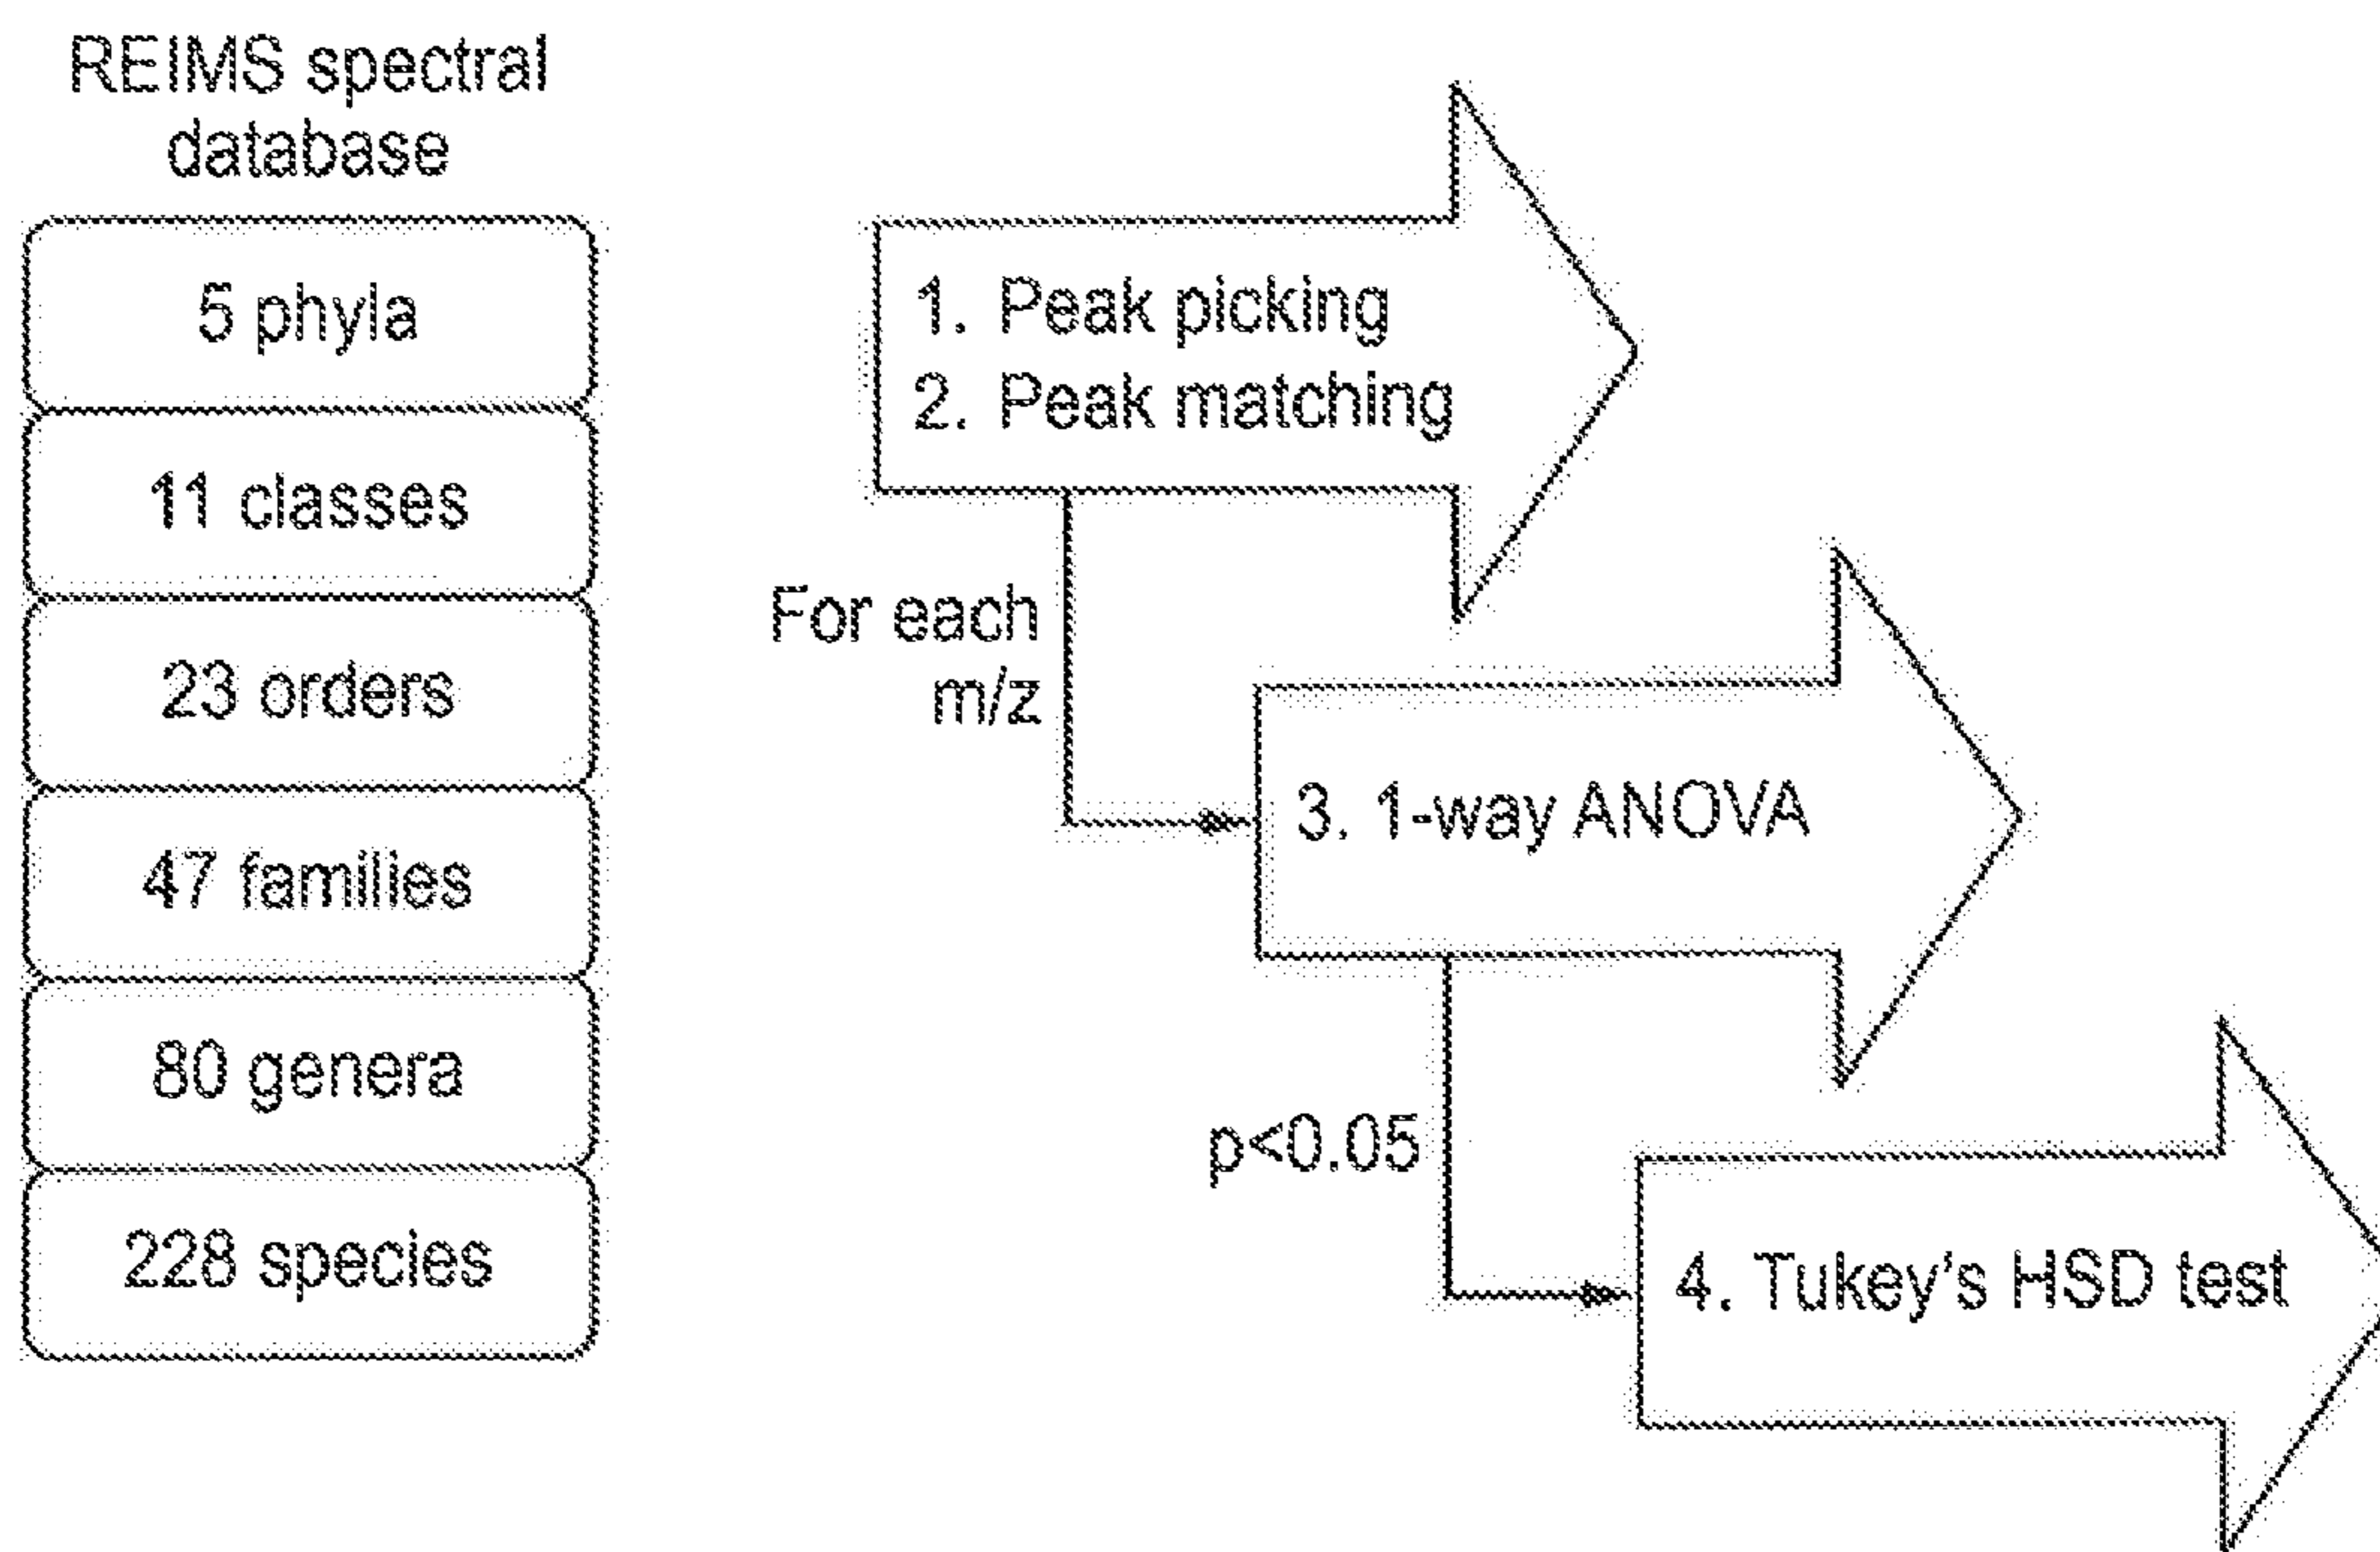 REIMS spectral
database
5 phyla
11 classes
23 orders
47 families
80 genera
228 species
1. Peak picking
2. Peak matching
For each
m/z
3. 1-way ANOVA
p<0.05
4. Tukey's HSD test